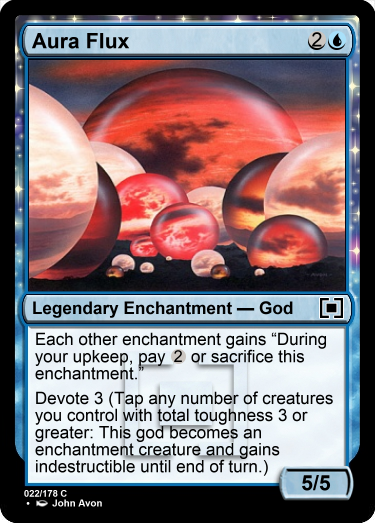 Aura Flux 2
Legendary Enchantment — God
Each other enchantment gains “During
your upkeep, pay 2 or sacrifice this
enchantment.”
Devote 3 (Tap any number of creatures
you control with total toughness 3 or
greater: This god becomes an
enchantment creature and gains
indestructible until end of turn.)
5/5
022/178 C
• John Avon